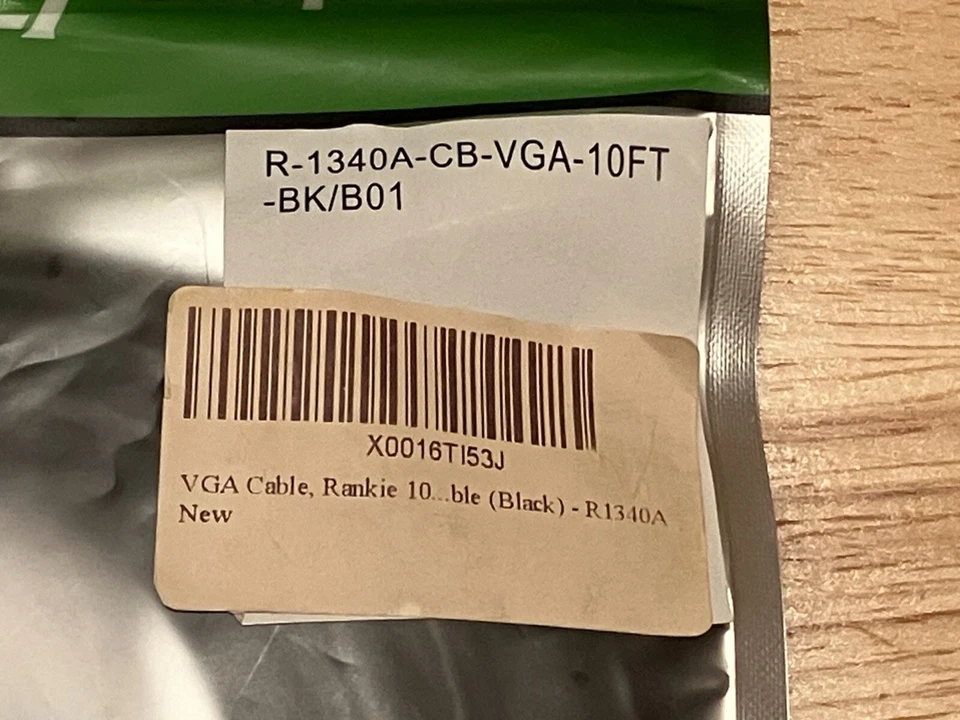 R-1340A-CB-VGA-10FT
-BK/B01
X0016TI53J
VGA Cable, Rankie 10...ble (Black) - R1340A
New